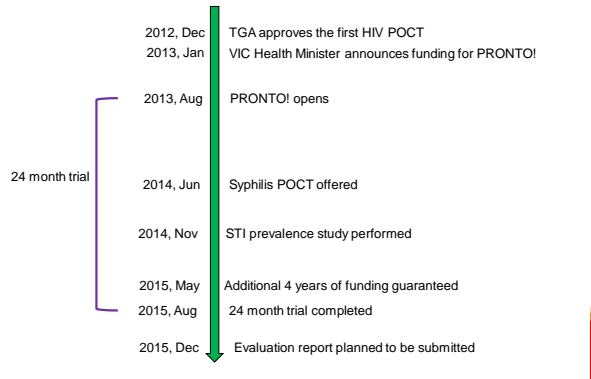 2012, Dec TGA approves the first HIV POCT
2013, Jan VIC Health Minister announces funding for PRONTO!
2013, Aug PRONTO! opens
24 month trial
2014, Jun Syphilis POCT offered
2014, Nov STI prevalence study performed
2015, May Additional 4 years of funding guaranteed
2015, Aug 24 month trial completed
2015, Dec Evaluation report planned to be submitted